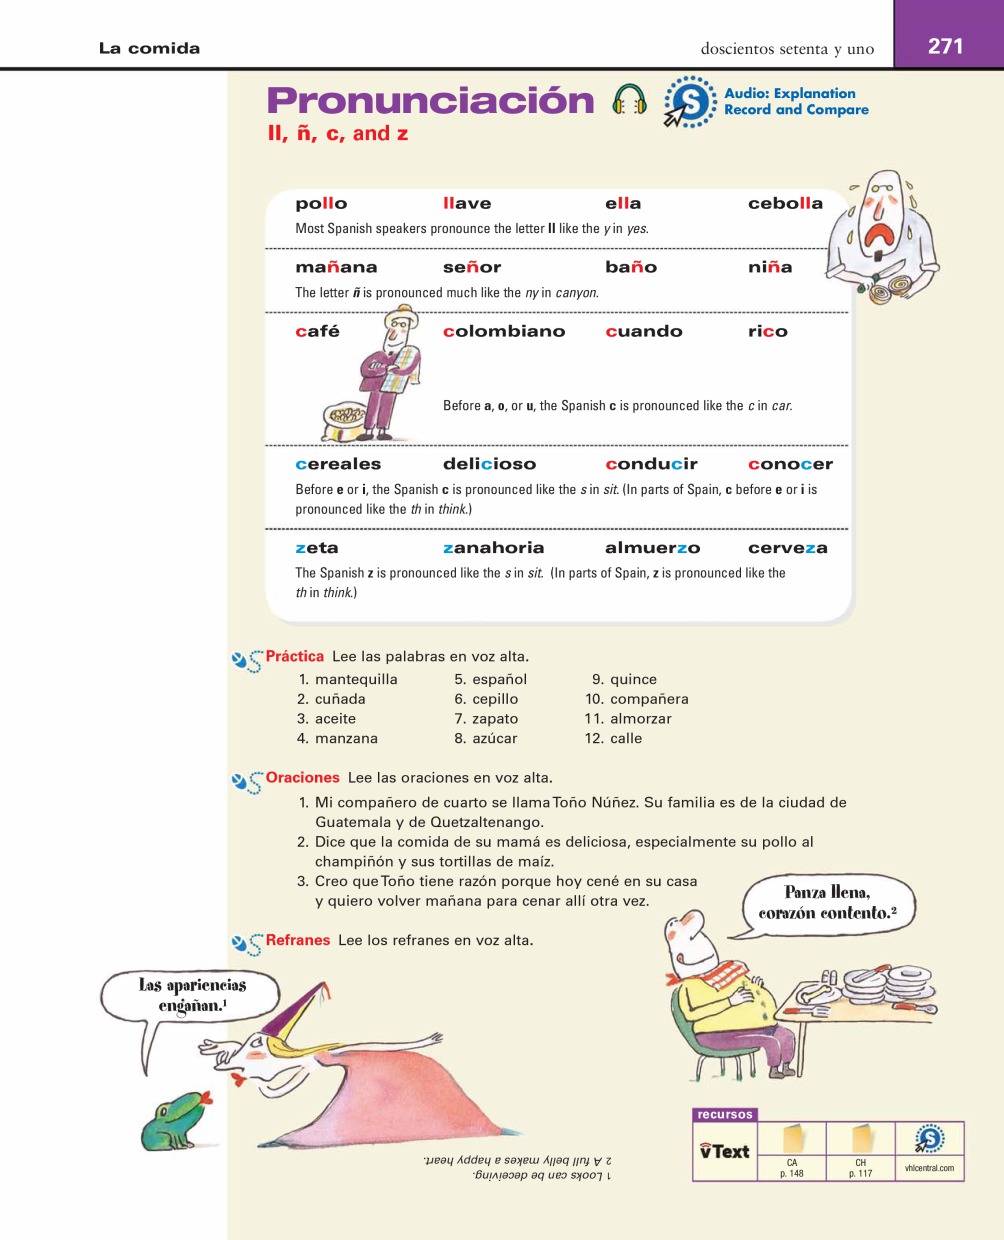 La comida
doscientos setenta y uno
271
Pronunciación
ll, ñ, c, and z
S
Audio: Explanation
Record and Compare
pollo llave ella cebolla
Most Spanish speakers pronounce the letter ll like the y in yes.
mañana señor baño niña
The letter ñ is pronounced much like the ny in canyon.
café colombiano cuando rico
Before a, o, or u, the Spanish c is pronounced like the c in car.
cereales delicioso conducir conocer
Before e or i, the Spanish c is pronounced like the s in sit. (In parts of Spain, c before e or i is
pronounced like the th in think.)
zeta zanahoria almuerzo cerveza
The Spanish z is pronounced like the s in sit. (In parts of Spain, z is pronounced like the
th in think.)
Práctica Lee las palabras en voz alta.
1. mantequilla 5. español 9. quince
2. cuñada 6. cepillo 10. compañera
3. aceite 7. zapato 11. almorzar
4. manzana 8. azúcar 12. calle
Oraciones Lee las oraciones en voz alta.
1. Mi compañero de cuarto se llama Toño Núñez. Su familia es de la ciudad de
Guatemala y de Quetzaltenango.
2. Dice que la comida de su mamá es deliciosa, especialmente su pollo al
champiñón y sus tortillas de maíz.
3. Creo que Toño tiene razón porque hoy cené en su casa
y quiero volver mañana para cenar allí otra vez.
Panza llena,
corazón contento.2
Refranes Lee los refranes en voz alta.
Las apariencias
engañan.1
1 Looks can be deceiving.
2 A full belly makes a happy heart.
recursos
vText
CA
p. 148
CH
p. 117
S
vhlcentral.com